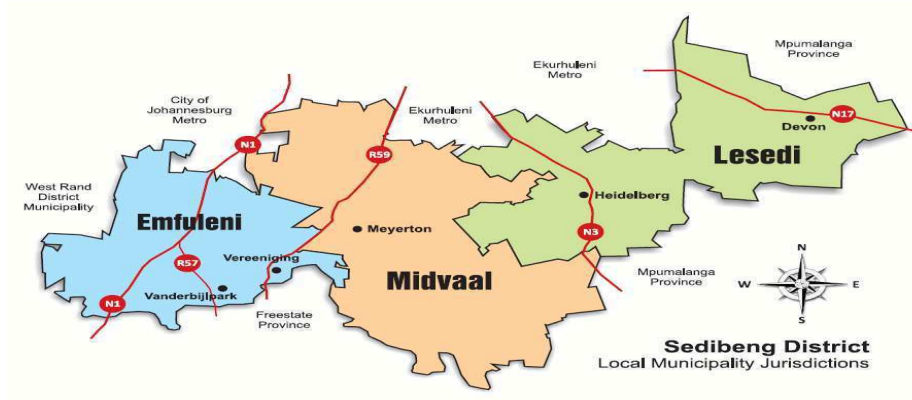 Mpumalanga
Province
Ekurhuleni
Metro
City of
Johannesburg
Metro
Ekurhuleni
Metro
N17
Devon
N1
R59
Lesedi
West Rand
District
Municipality
Heidelberg
Emfuleni
Meyerton
N3
Vereeniging
R57
Midvaal
Mpumalanga
Province
N
W
E
S
Vanderbijlpark
N1
Freestate
Province
Sedibeng District
Local Municipality Jurisdictions